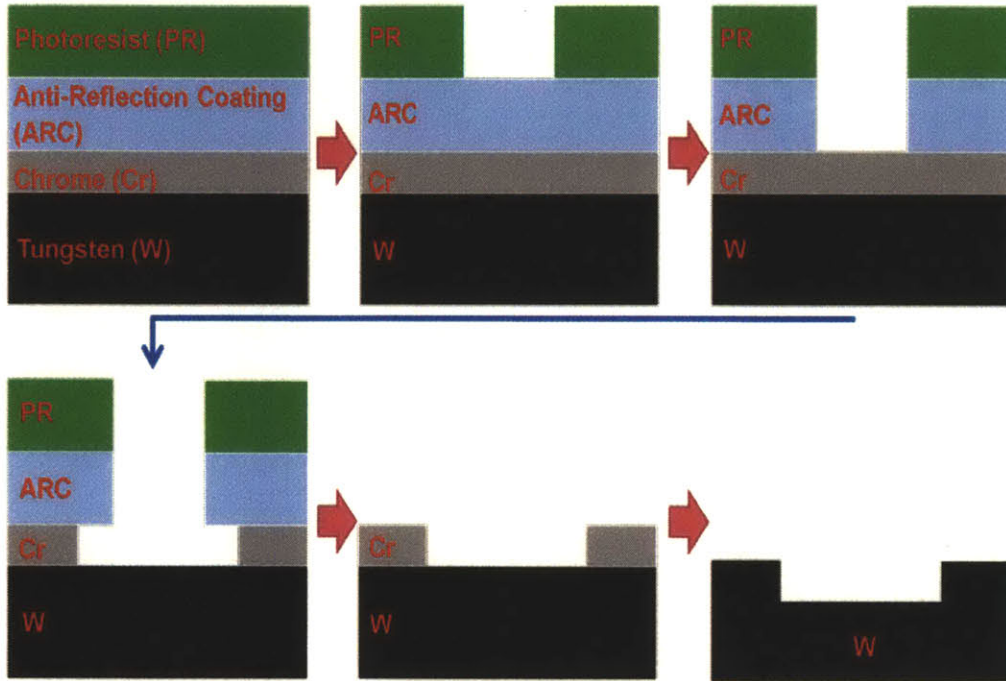 Photoresist (PR)
Anti-Reflection Coating
(ARC)
Chrome (Cr)
Tungsten (W)
PR
ARC
Cr
W
PR
ARC
Cr
W
PR
ARC
Cr
W
Cr
W
W